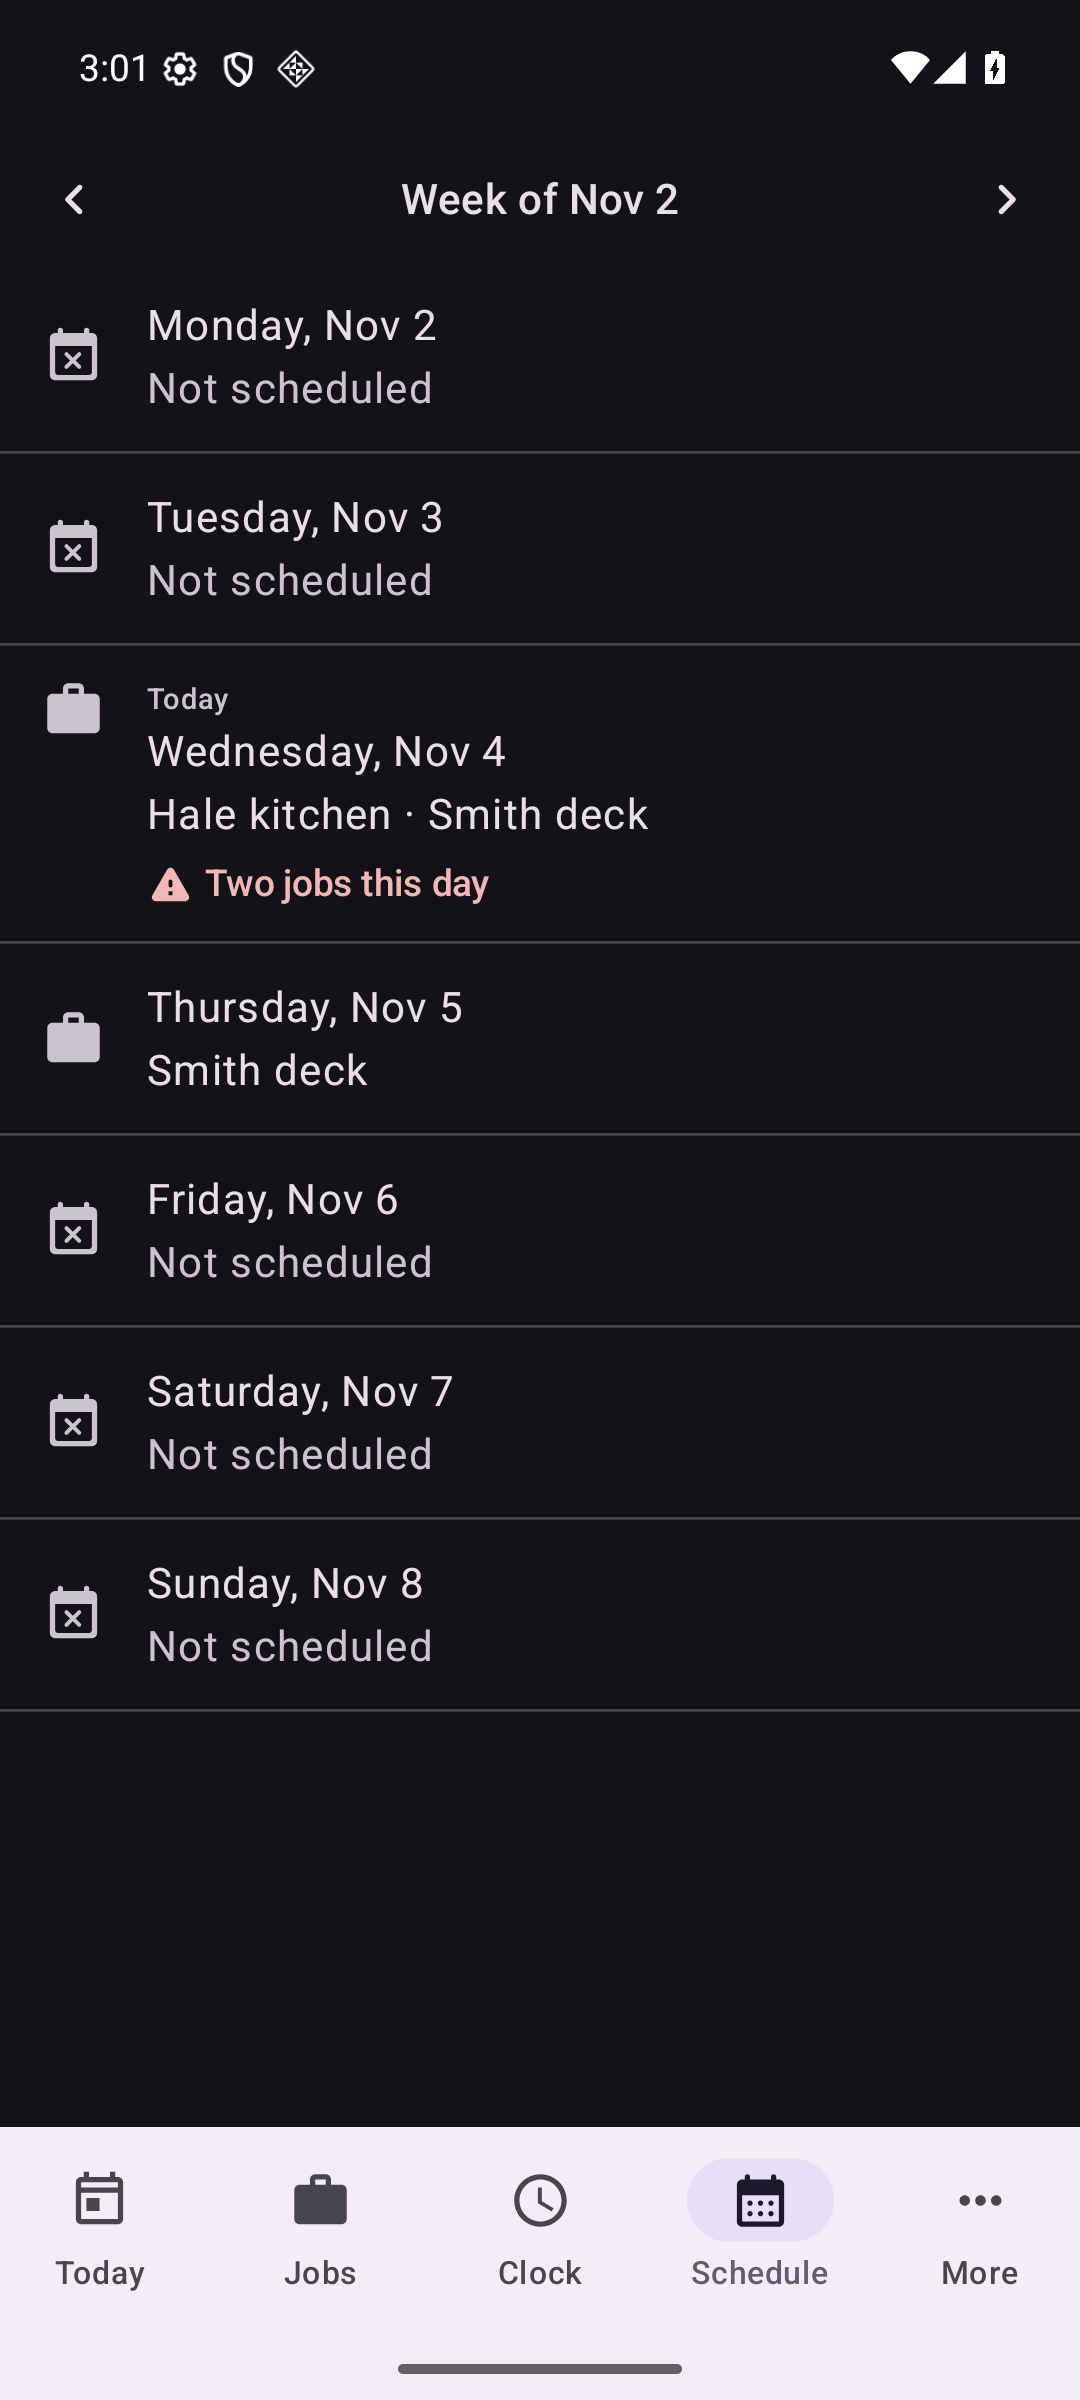 3:01
Week of Nov 2
Monday, Nov 2
Not scheduled
Tuesday, Nov 3
Not scheduled
Today
Wednesday, Nov 4
Hale kitchen · Smith deck
Two jobs this day
Thursday, Nov 5
Smith deck
Friday, Nov 6
Not scheduled
Saturday, Nov 7
Not scheduled
Sunday, Nov 8
Not scheduled
Today Jobs Clock Schedule More